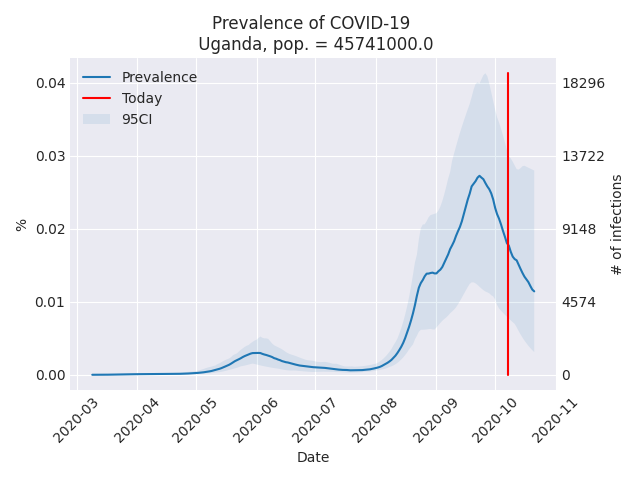 Prevalence of COVID-19
Uganda, pop. = 45741000.0
Prevalence
Today
95CI
0.04
0.03
0.02
0.01
0.00
%
18296
13722
9148
4574
0
# of infections
2020-03
2020-04
2020-05
2020-06
2020-07
2020-08
2020-09
2020-10
2020-11
Date